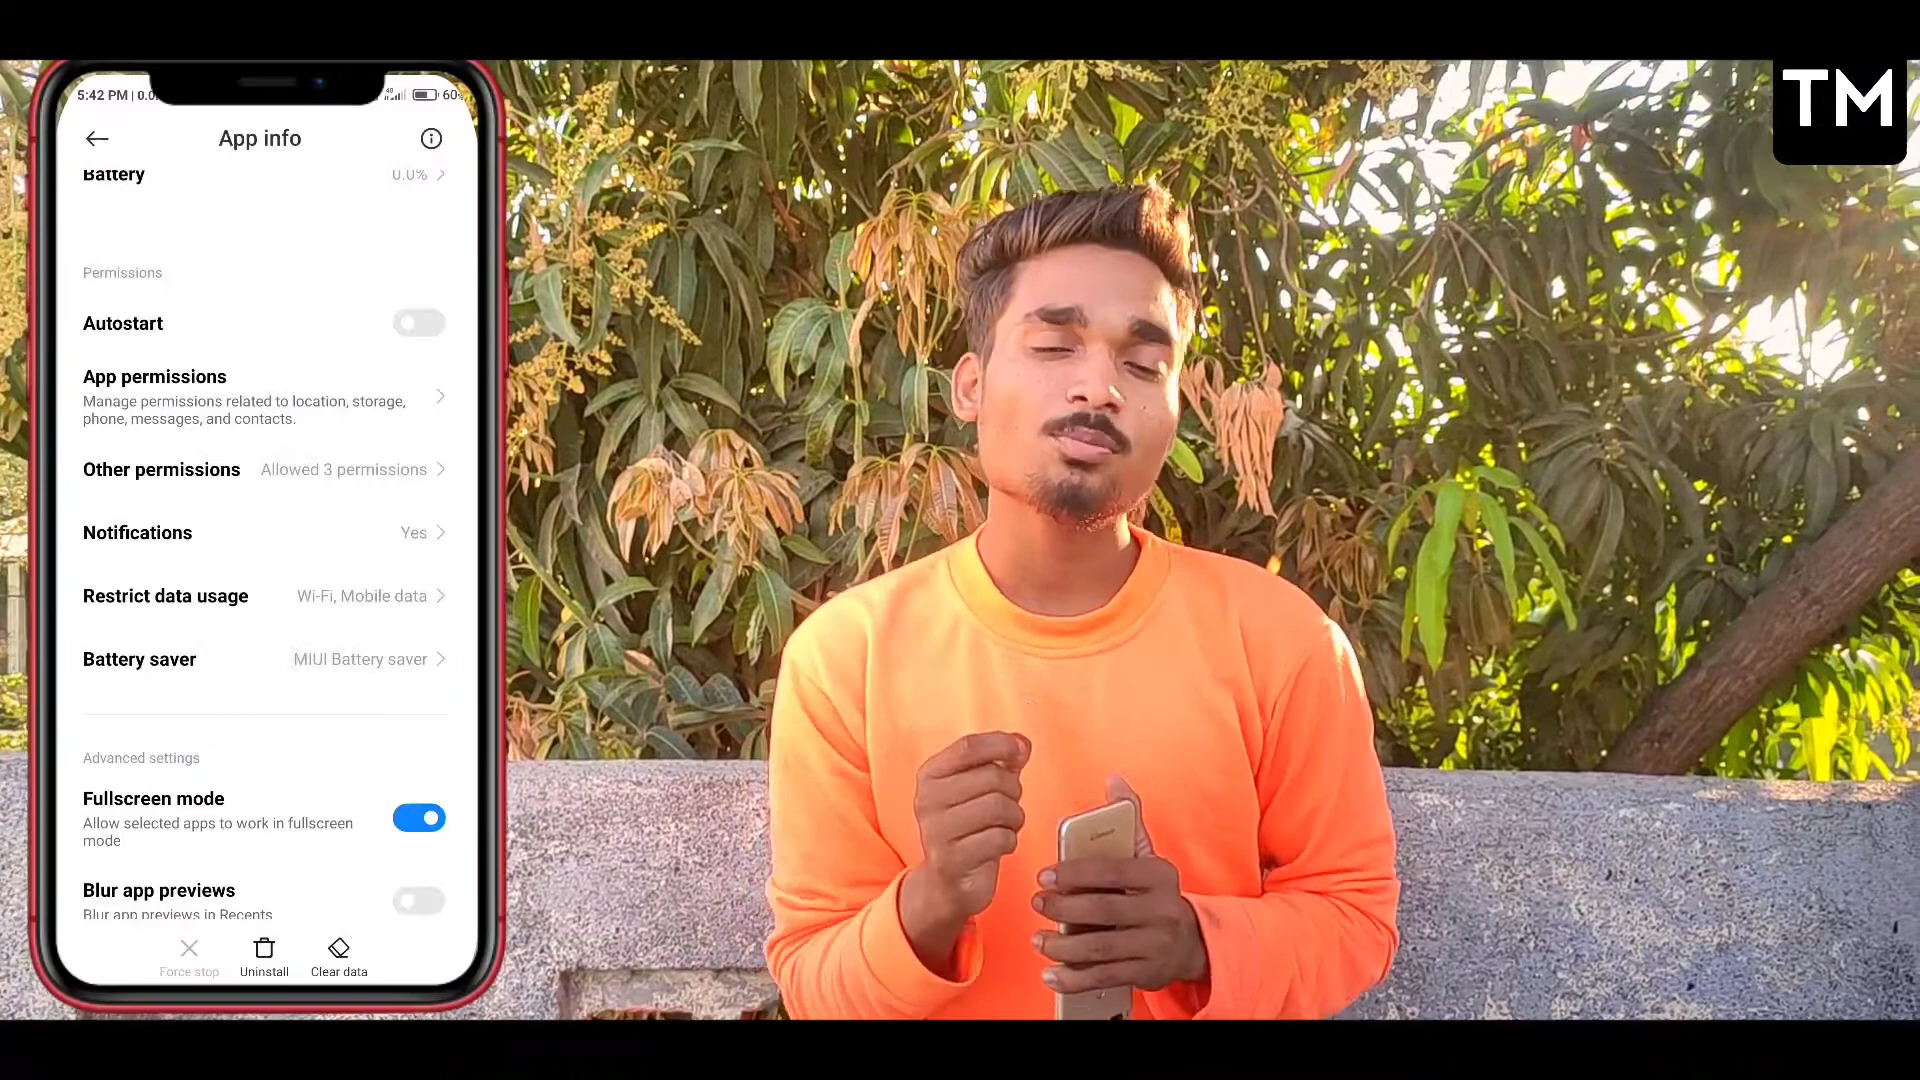 TM
5:42 PM | 0.0
60
App info
Battery 0.0%
Permissions
Autostart
App permissions
Manage permissions related to location, storage,
phone, messages, and contacts.
Other permissions Allowed 3 permissions
Notifications Yes
Restrict data usage Wi-Fi, Mobile data
Battery saver MIUI Battery saver
Advanced settings
Fullscreen mode
Allow selected apps to work in fullscreen
mode
Blur app previews
Blur app previews in Recents
Force stop Uninstall Clear data